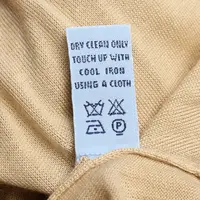 DRY CLEAN ONLY
TOUCH UP WITH
COOL IRON
USING A CLOTH
P